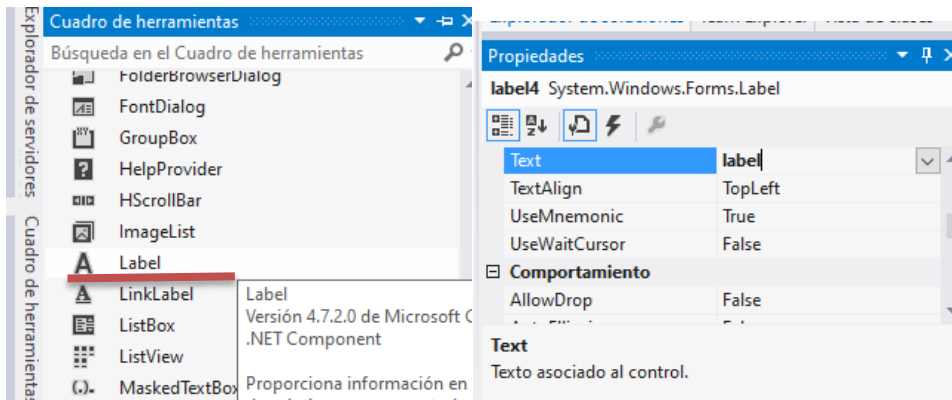 Explorador de servidores
Cuadro de herramientas
Cuadro de herramientas
Búsqueda en el Cuadro de herramientas
FolderBrowserDialog
FontDialog
GroupBox
HelpProvider
HScrollBar
ImageList
Label
LinkLabel
ListBox
ListView
MaskedTextBox
Label
Versión 4.7.2.0 de Microsoft C
.NET Component
Proporciona información en
Propiedades
label4 System.Windows.Forms.Label
Text label
TextAlign TopLeft
UseMnemonic True
UseWaitCursor False
Comportamiento
AllowDrop False
Text
Texto asociado al control.